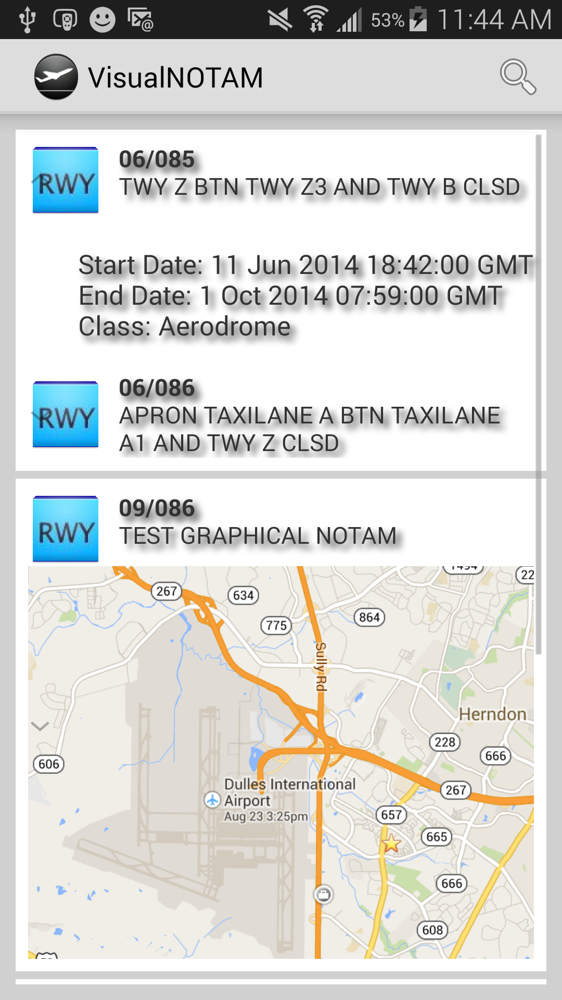 53% 11:44 AM
VisualNOTAM
RWY
06/085
TWY Z BTN TWY Z3 AND TWY B CLSD
Start Date: 11 Jun 2014 18:42:00 GMT
End Date: 1 Oct 2014 07:59:00 GMT
Class: Aerodrome
RWY
06/086
APRON TAXILANE A BTN TAXILANE
A1 AND TWY Z CLSD
RWY
09/086
TEST GRAPHICAL NOTAM
1494
22
267
634
864
775
Sully Rd
Herndon
228
666
606
Dulles International
Airport
Aug 23 3:25pm
267
657
665
666
608